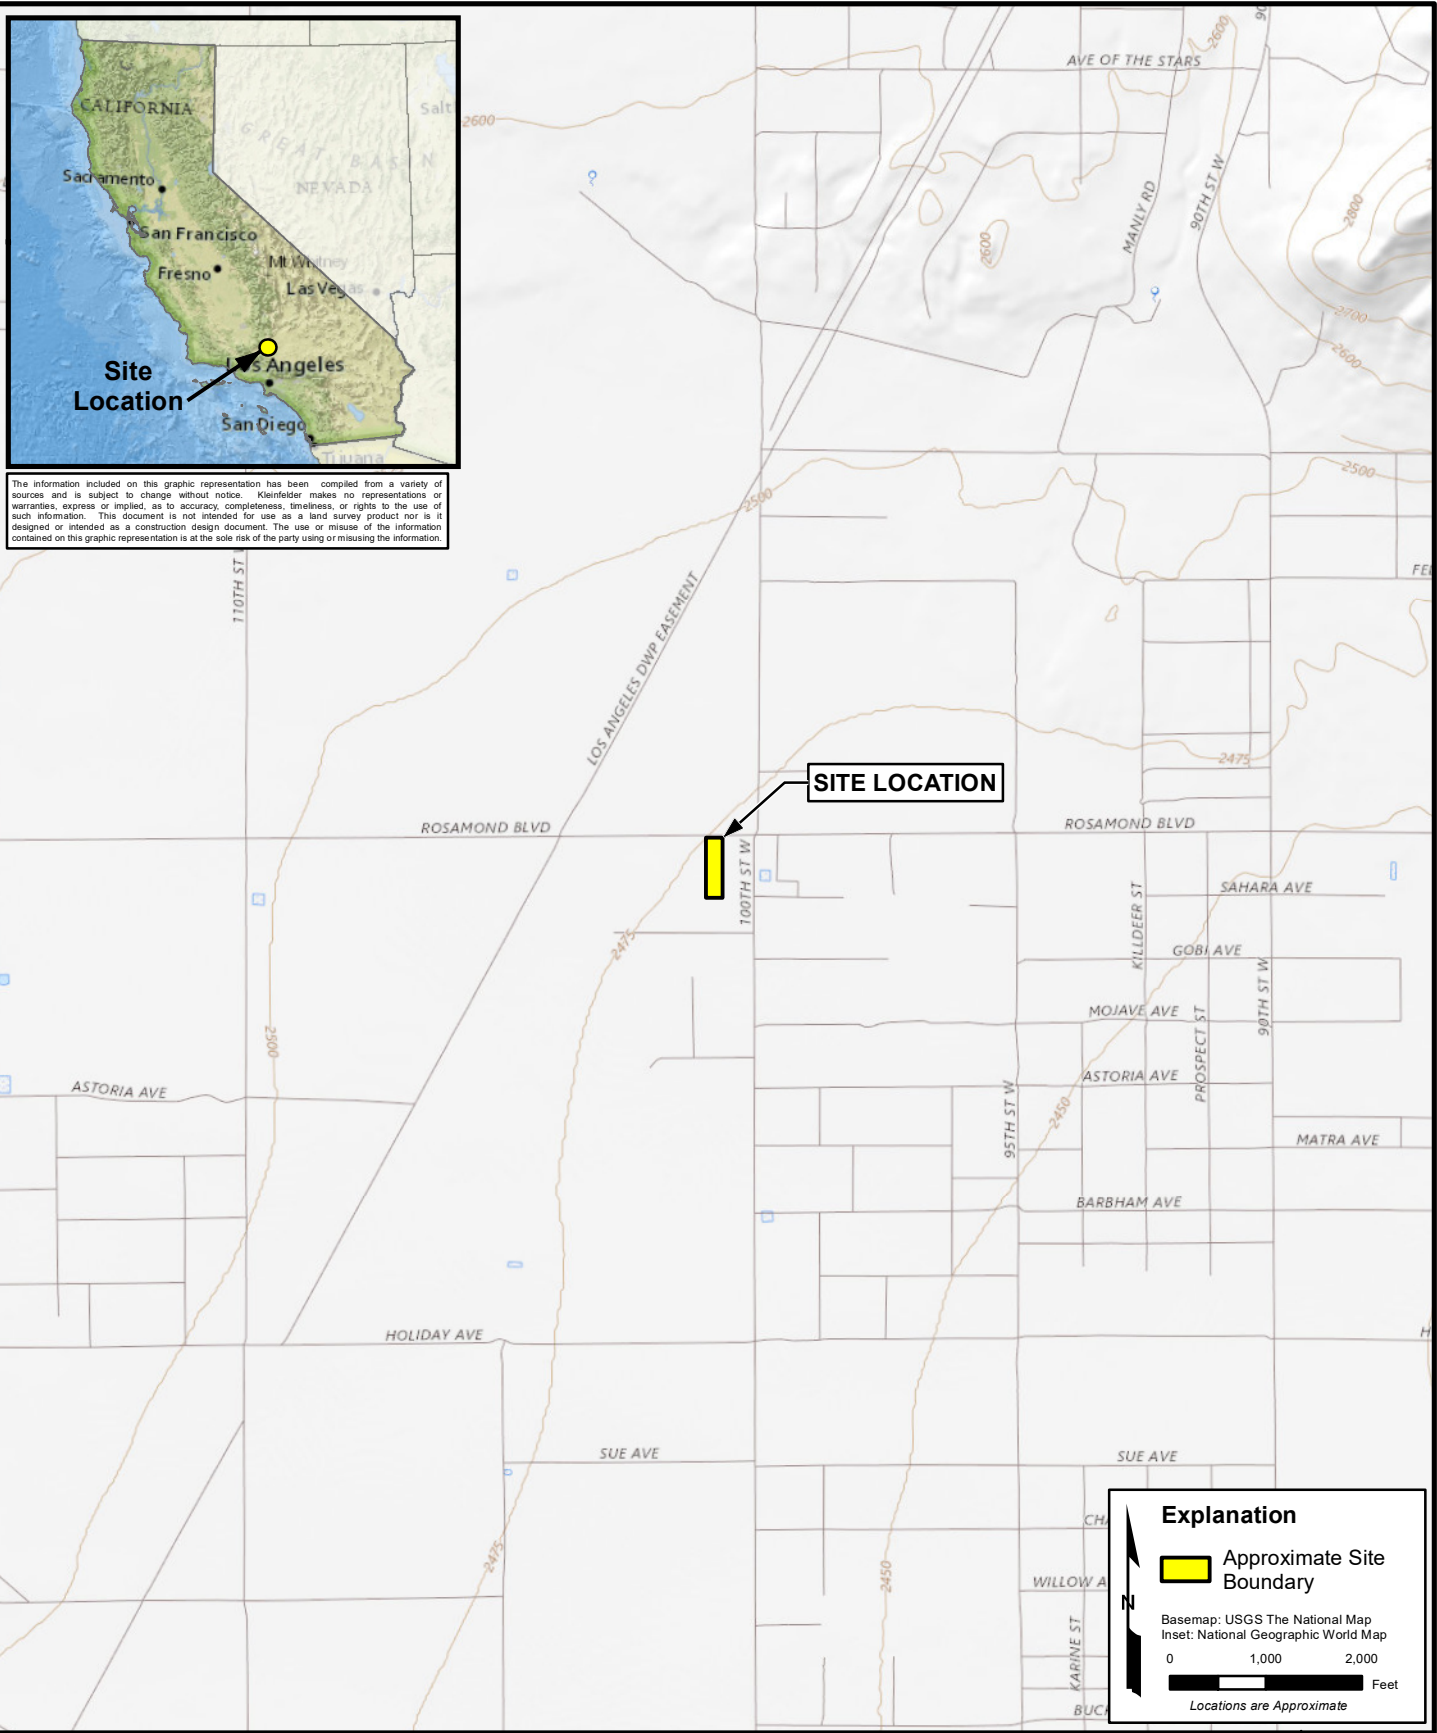 CALIFORNIA
GREAT BASIN
NEVADA
Salt
Sacramento
San Francisco
Fresno
Mt Whitney
Las Vegas
Los Angeles
San Diego
Tijuana
Site
Location
The information included on this graphic representation has been compiled from a variety of
sources and is subject to change without notice. Kleinfelder makes no representations or
warranties, express or implied, as to accuracy, completeness, timeliness, or rights to the use of
such information. This document is not intended for use as a land survey product nor is it
designed or intended as a construction design document. The use or misuse of the information
contained on this graphic representation is at the sole risk of the party using or misusing the information.
2600
AVE OF THE STARS
2600
90
MANLY RD
90TH ST W
2600
2800
2700
2600
2500
2500
110TH ST W
LOS ANGELES DWP EASEMENT
FEL
2475
SITE LOCATION
ROSAMOND BLVD
ROSAMOND BLVD
100TH ST W
2475
KILLDEER ST
SAHARA AVE
GOBI AVE
90TH ST W
MOJAVE AVE
PROSPECT ST
2500
ASTORIA AVE
ASTORIA AVE
95TH ST W
2450
MATRA AVE
BARBHAM AVE
HOLIDAY AVE
H
SUE AVE
SUE AVE
2475
2450
CHA
WILLOW A
KARINE ST
BUCK
Explanation
Approximate Site
Boundary
N
Basemap: USGS The National Map
Inset: National Geographic World Map
0 1,000 2,000
Feet
Locations are Approximate